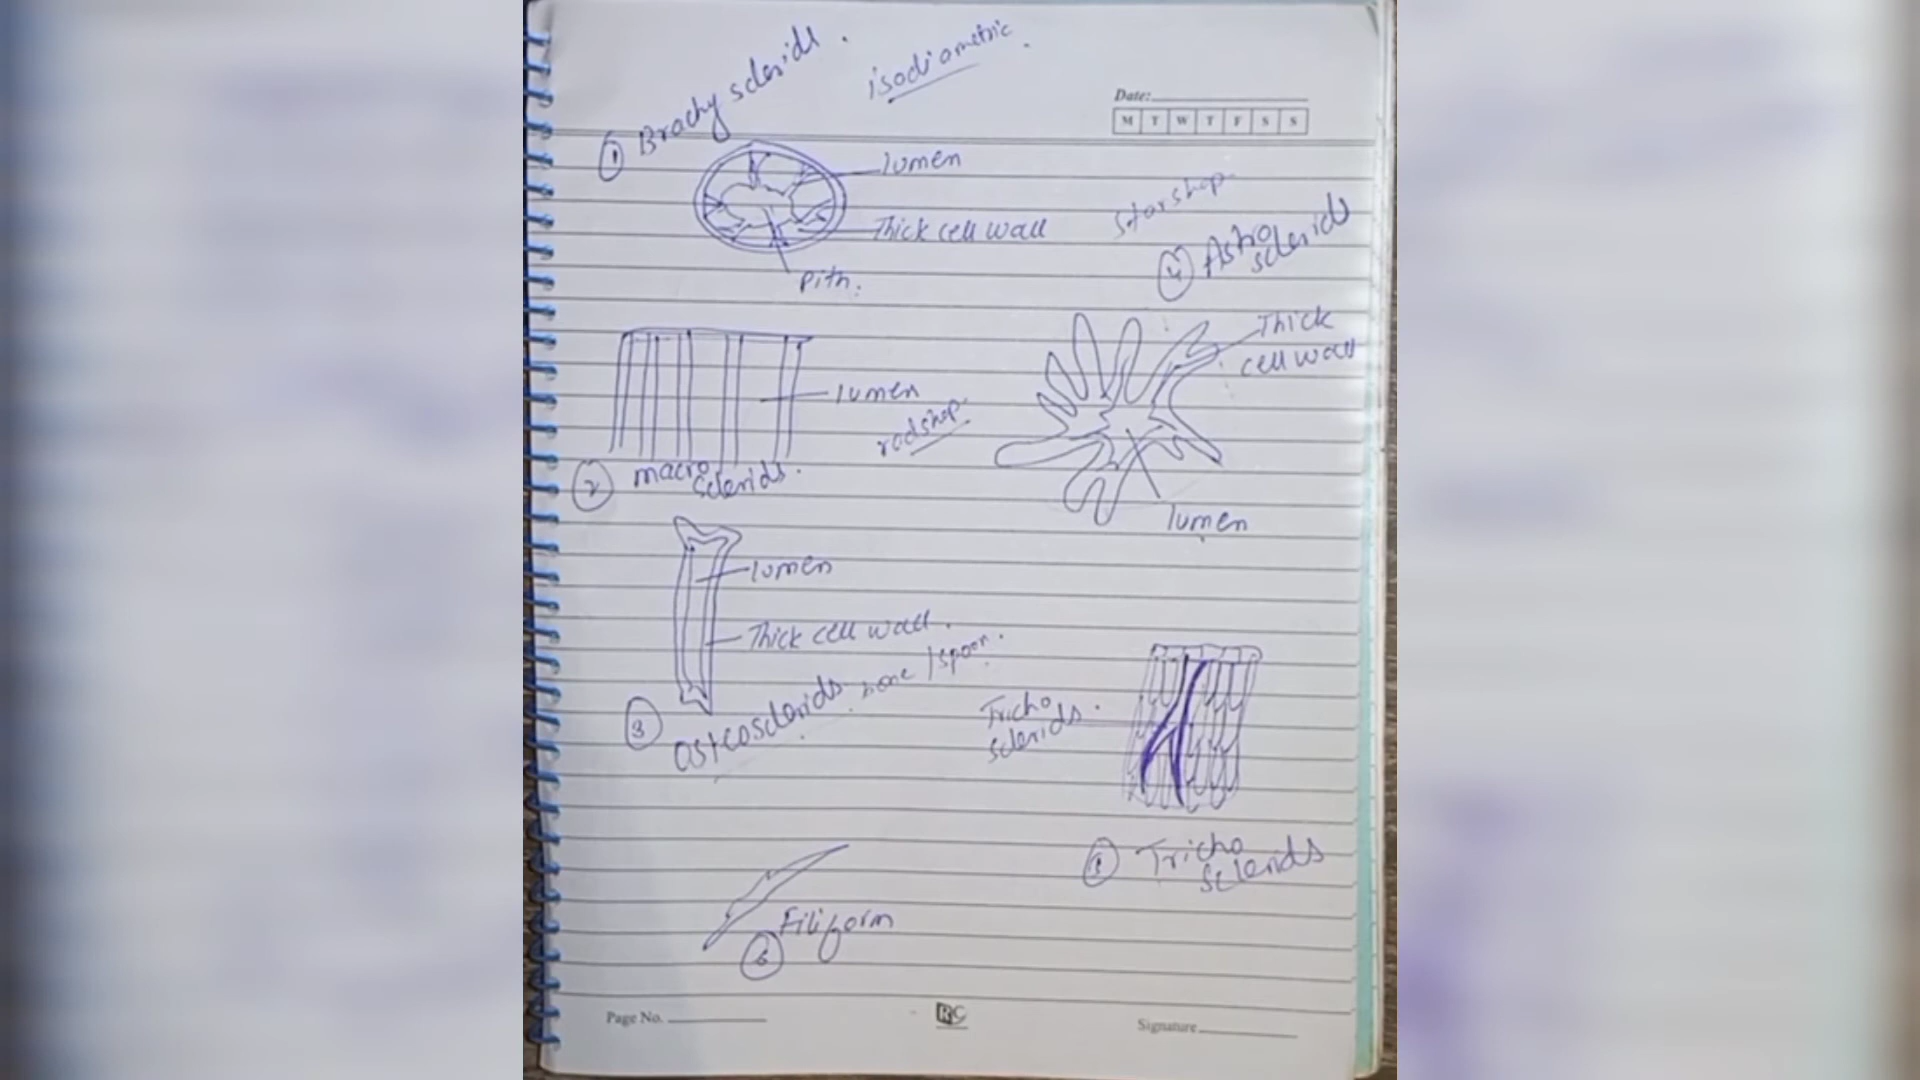 ① Brachy sclerids.
isodiametric.
Date:
M T W T F S S
lumen
Thick cell wall
Pith.
Star shap
④ Astro
sclerids
Thick
cell wall
lumen
lumen
rodshap
② macro
sclerids.
lumen
Thick cell wall.
③ Osteosclerids bone / spoon.
Tricho
sclerids.
⑤ Tricho
sclerids
Filiform
⑥
Page No.
RC
Signature